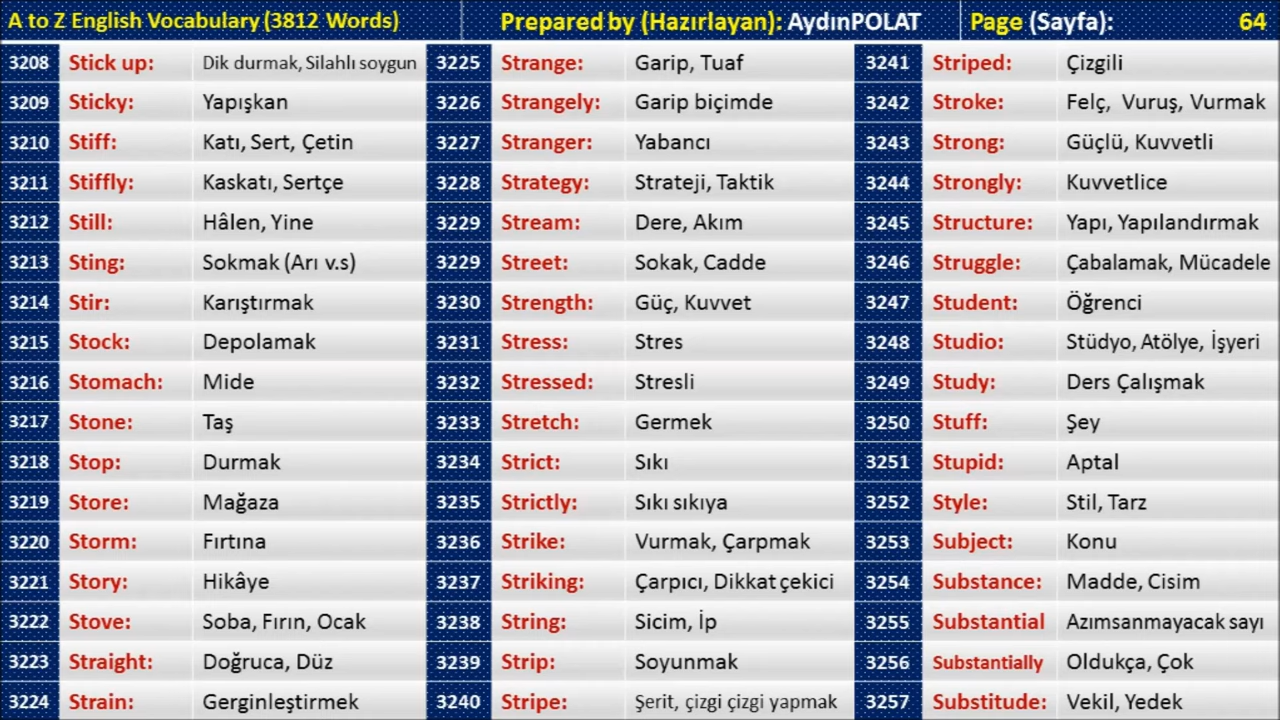 A to Z English Vocabulary (3812 Words) Prepared by (Hazırlayan): AydınPOLAT Page (Sayfa): 64
3208 Stick up: Dik durmak, Silahlı soygun
3209 Sticky: Yapışkan
3210 Stiff: Katı, Sert, Çetin
3211 Stiffly: Kaskatı, Sertçe
3212 Still: Hâlen, Yine
3213 Sting: Sokmak (Arı v.s)
3214 Stir: Karıştırmak
3215 Stock: Depolamak
3216 Stomach: Mide
3217 Stone: Taş
3218 Stop: Durmak
3219 Store: Mağaza
3220 Storm: Fırtına
3221 Story: Hikâye
3222 Stove: Soba, Fırın, Ocak
3223 Straight: Doğruca, Düz
3224 Strain: Gerginleştirmek
3225 Strange: Garip, Tuaf
3226 Strangely: Garip biçimde
3227 Stranger: Yabancı
3228 Strategy: Strateji, Taktik
3229 Stream: Dere, Akım
3229 Street: Sokak, Cadde
3230 Strength: Güç, Kuvvet
3231 Stress: Stres
3232 Stressed: Stresli
3233 Stretch: Germek
3234 Strict: Sıkı
3235 Strictly: Sıkı sıkıya
3236 Strike: Vurmak, Çarpmak
3237 Striking: Çarpıcı, Dikkat çekici
3238 String: Sicim, İp
3239 Strip: Soyunmak
3240 Stripe: Şerit, çizgi çizgi yapmak
3241 Striped: Çizgili
3242 Stroke: Felç, Vuruş, Vurmak
3243 Strong: Güçlü, Kuvvetli
3244 Strongly: Kuvvetlice
3245 Structure: Yapı, Yapılandırmak
3246 Struggle: Çabalamak, Mücadele
3247 Student: Öğrenci
3248 Studio: Stüdyo, Atölye, İşyeri
3249 Study: Ders Çalışmak
3250 Stuff: Şey
3251 Stupid: Aptal
3252 Style: Stil, Tarz
3253 Subject: Konu
3254 Substance: Madde, Cisim
3255 Substantial Azımsanmayacak sayı
3256 Substantially Oldukça, Çok
3257 Substitude: Vekil, Yedek